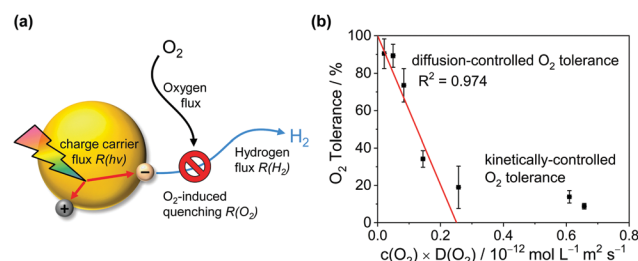 (a)
O₂
Oxygen
flux
charge carrier
flux R(hv)
−
+
H₂
Hydrogen
flux R(H₂)
O₂-induced
quenching R(O₂)
(b)
O₂ Tolerance / %
100
80
60
40
20
0
diffusion-controlled O₂ tolerance
R² = 0.974
kinetically-controlled
O₂ tolerance
0.0 0.2 0.4 0.6 0.8
c(O₂) × D(O₂) / 10⁻¹² mol L⁻¹ m² s⁻¹